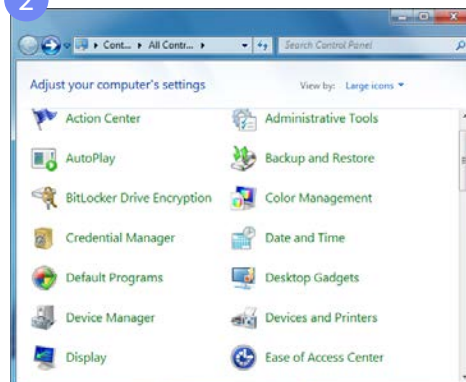 2
Cont... All Contr... Search Control Panel
Adjust your computer's settings View by: Large icons
Action Center Administrative Tools
AutoPlay Backup and Restore
BitLocker Drive Encryption Color Management
Credential Manager Date and Time
Default Programs Desktop Gadgets
Device Manager Devices and Printers
Display Ease of Access Center